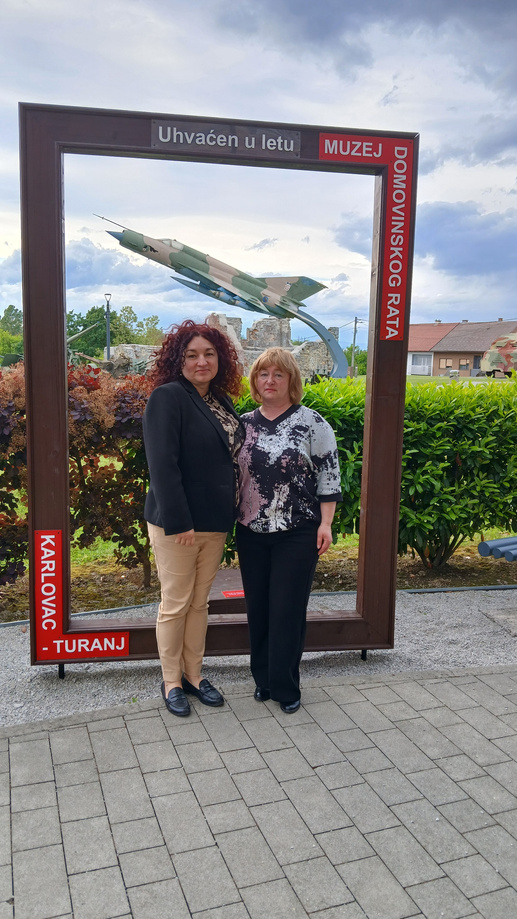 Uhvaćen u letu
MUZEJ
DOMOVINSKOG RATA
KARLOVAC
- TURANJ